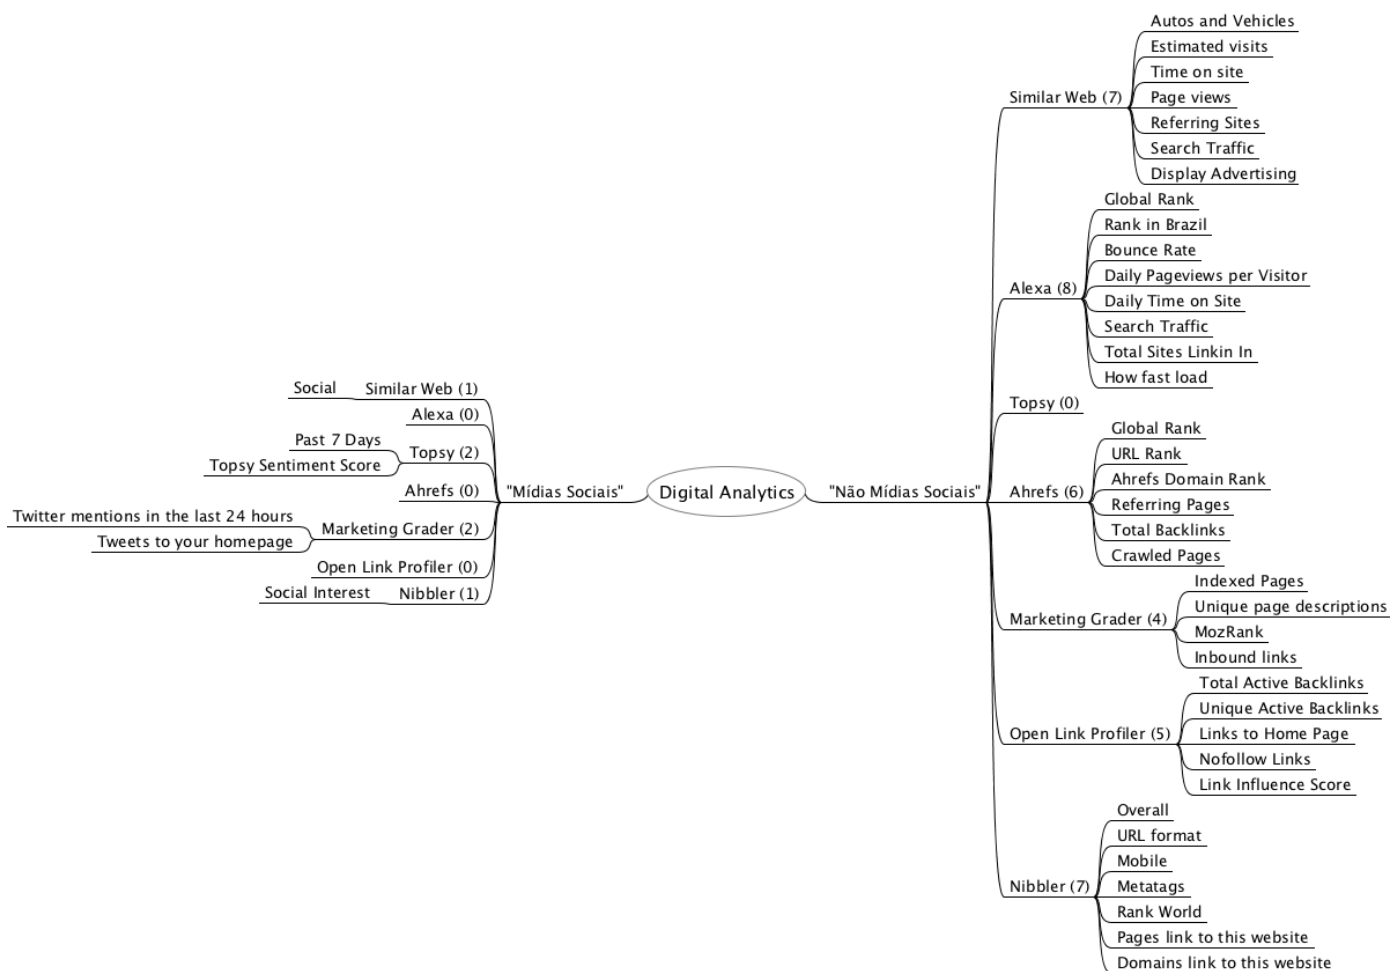 Digital Analytics
"Mídias Sociais"
Similar Web (1)
Social
Alexa (0)
Topsy (2)
Past 7 Days
Topsy Sentiment Score
Ahrefs (0)
Marketing Grader (2)
Twitter mentions in the last 24 hours
Tweets to your homepage
Open Link Profiler (0)
Nibbler (1)
Social Interest
"Não Mídias Sociais"
Similar Web (7)
Autos and Vehicles
Estimated visits
Time on site
Page views
Referring Sites
Search Traffic
Display Advertising
Alexa (8)
Global Rank
Rank in Brazil
Bounce Rate
Daily Pageviews per Visitor
Daily Time on Site
Search Traffic
Total Sites Linkin In
How fast load
Topsy (0)
Ahrefs (6)
Global Rank
URL Rank
Ahrefs Domain Rank
Referring Pages
Total Backlinks
Crawled Pages
Marketing Grader (4)
Indexed Pages
Unique page descriptions
MozRank
Inbound links
Open Link Profiler (5)
Total Active Backlinks
Unique Active Backlinks
Links to Home Page
Nofollow Links
Link Influence Score
Nibbler (7)
Overall
URL format
Mobile
Metatags
Rank World
Pages link to this website
Domains link to this website